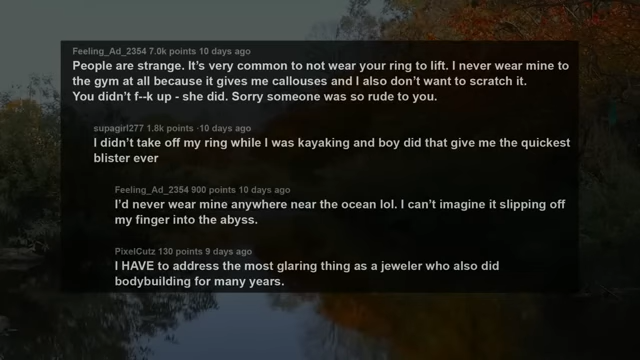 Feeling_Ad_2354 7.0k points 10 days ago
People are strange. It's very common to not wear your ring to lift. I never wear mine to
the gym at all because it gives me callouses and I also don't want to scratch it.
You didn't f--k up - she did. Sorry someone was so rude to you.
supagirl277 1.8k points ·10 days ago
I didn't take off my ring while I was kayaking and boy did that give me the quickest
blister ever
Feeling_Ad_2354 900 points 10 days ago
I'd never wear mine anywhere near the ocean lol. I can't imagine it slipping off
my finger into the abyss.
PixelCutz 130 points 9 days ago
I HAVE to address the most glaring thing as a jeweler who also did
bodybuilding for many years.